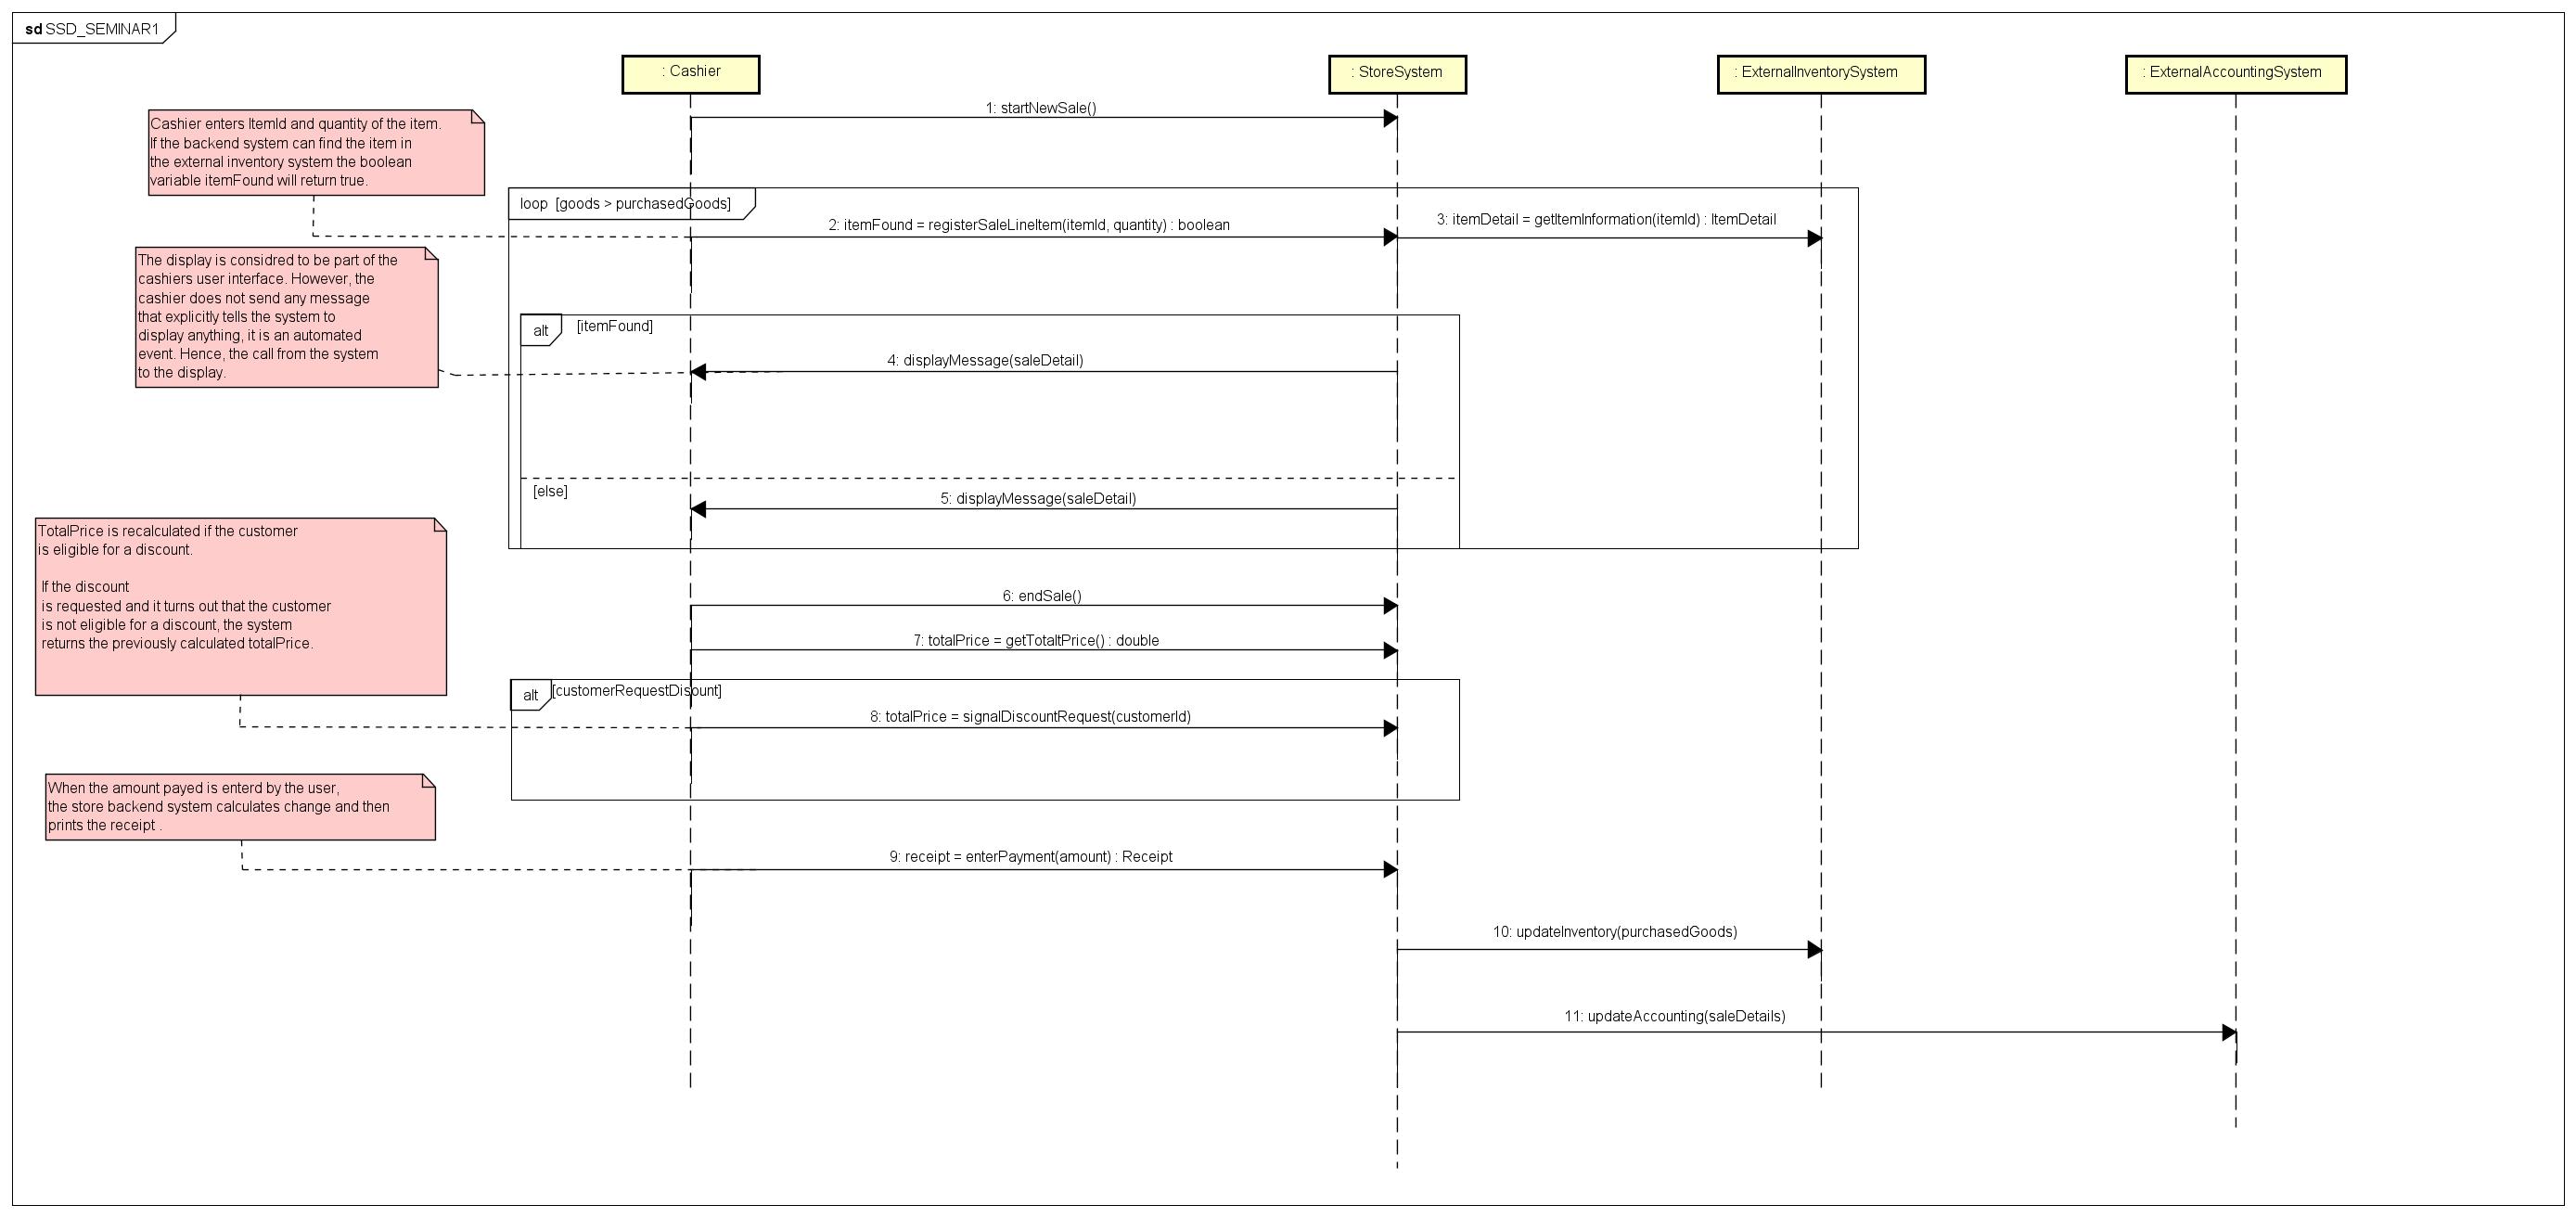 sd SSD_SEMINAR1
: Cashier
: StoreSystem
: ExternalInventorySystem
: ExternalAccountingSystem
1: startNewSale()
Cashier enters ItemId and quantity of the item.
If the backend system can find the item in
the external inventory system the boolean
variable itemFound will return true.
loop [goods > purchasedGoods]
2: itemFound = registerSaleLineItem(itemId, quantity) : boolean
3: itemDetail = getItemInformation(itemId) : ItemDetail
The display is considred to be part of the
cashiers user interface. However, the
cashier does not send any message
that explicitly tells the system to
display anything, it is an automated
event. Hence, the call from the system
to the display.
alt [itemFound]
4: displayMessage(saleDetail)
[else]
5: displayMessage(saleDetail)
TotalPrice is recalculated if the customer
is eligible for a discount.
If the discount
is requested and it turns out that the customer
is not eligible for a discount, the system
returns the previously calculated totalPrice.
6: endSale()
7: totalPrice = getTotaltPrice() : double
alt [customerRequestDisount]
8: totalPrice = signalDiscountRequest(customerId)
When the amount payed is enterd by the user,
the store backend system calculates change and then
prints the receipt .
9: receipt = enterPayment(amount) : Receipt
10: updateInventory(purchasedGoods)
11: updateAccounting(saleDetails)